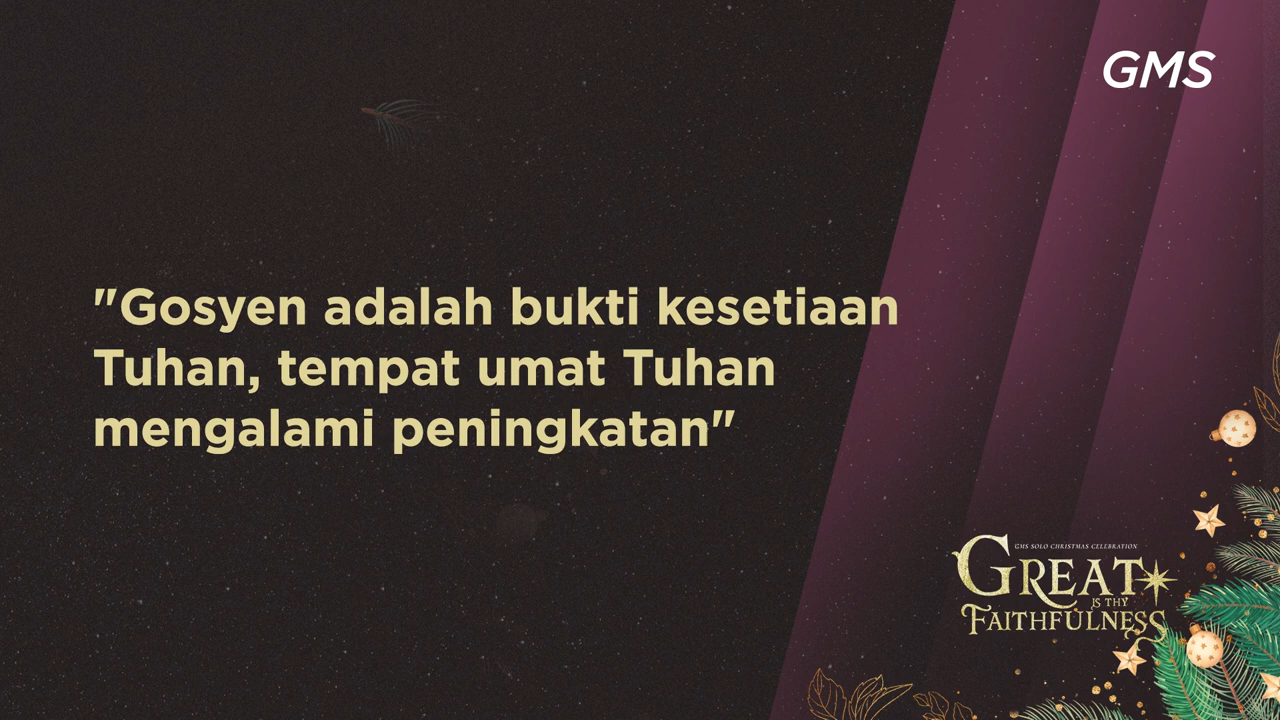 GMS
"Gosyen adalah bukti kesetiaan
Tuhan, tempat umat Tuhan
mengalami peningkatan"
GMS SOLO CHRISTMAS CELEBRATION
GREAT
IS THY
FAITHFULNESS